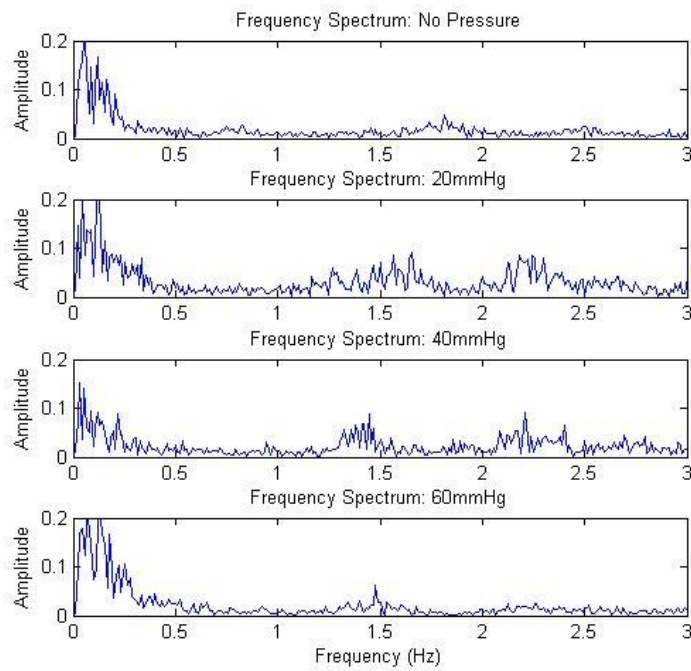 Frequency Spectrum: No Pressure
0.2
0.1
0
Amplitude
0 0.5 1 1.5 2 2.5 3
Frequency Spectrum: 20mmHg
0.2
0.1
0
Amplitude
0 0.5 1 1.5 2 2.5 3
Frequency Spectrum: 40mmHg
0.2
0.1
0
Amplitude
0 0.5 1 1.5 2 2.5 3
Frequency Spectrum: 60mmHg
0.2
0.1
0
Amplitude
0 0.5 1 1.5 2 2.5 3
Frequency (Hz)